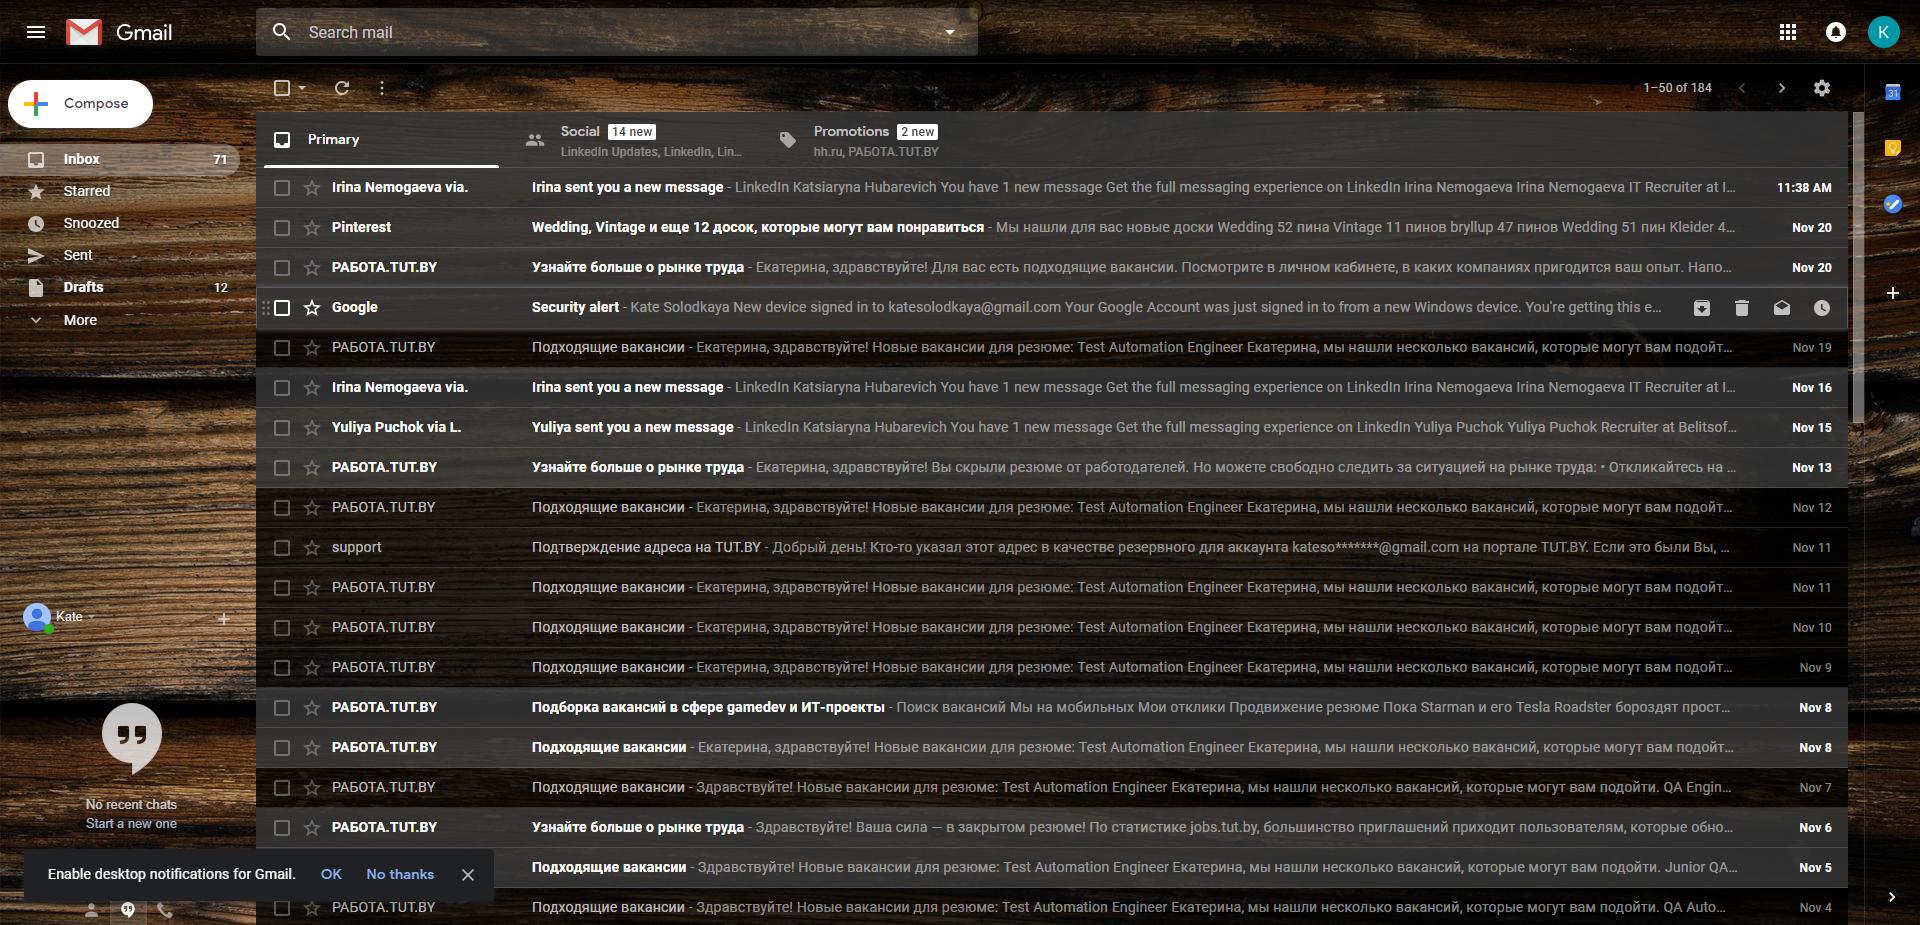 Gmail
Search mail
K
Compose
1–50 of 184
31
Primary
Social 14 new
LinkedIn Updates, LinkedIn, Lin...
Promotions 2 new
hh.ru, РАБОТА.TUT.BY
Inbox 71
Starred
Snoozed
Sent
Drafts 12
More
Irina Nemogaeva via. Irina sent you a new message - LinkedIn Katsiaryna Hubarevich You have 1 new message Get the full messaging experience on LinkedIn Irina Nemogaeva Irina Nemogaeva IT Recruiter at I... 11:38 AM
Pinterest Wedding, Vintage и еще 12 досок, которые могут вам понравиться - Мы нашли для вас новые доски Wedding 52 пина Vintage 11 пинов bryllup 47 пинов Wedding 51 пин Kleider 4... Nov 20
РАБОТА.TUT.BY Узнайте больше о рынке труда - Екатерина, здравствуйте! Для вас есть подходящие вакансии. Посмотрите в личном кабинете, в каких компаниях пригодится ваш опыт. Напо... Nov 20
Google Security alert - Kate Solodkaya New device signed in to katesolodkaya@gmail.com Your Google Account was just signed in to from a new Windows device. You're getting this e...
РАБОТА.TUT.BY Подходящие вакансии - Екатерина, здравствуйте! Новые вакансии для резюме: Test Automation Engineer Екатерина, мы нашли несколько вакансий, которые могут вам подойт... Nov 19
Irina Nemogaeva via. Irina sent you a new message - LinkedIn Katsiaryna Hubarevich You have 1 new message Get the full messaging experience on LinkedIn Irina Nemogaeva Irina Nemogaeva IT Recruiter at I... Nov 16
Yuliya Puchok via L. Yuliya sent you a new message - LinkedIn Katsiaryna Hubarevich You have 1 new message Get the full messaging experience on LinkedIn Yuliya Puchok Yuliya Puchok Recruiter at Belitsof... Nov 15
РАБОТА.TUT.BY Узнайте больше о рынке труда - Екатерина, здравствуйте! Вы скрыли резюме от работодателей. Но можете свободно следить за ситуацией на рынке труда: • Откликайтесь на ... Nov 13
РАБОТА.TUT.BY Подходящие вакансии - Екатерина, здравствуйте! Новые вакансии для резюме: Test Automation Engineer Екатерина, мы нашли несколько вакансий, которые могут вам подойт... Nov 12
support Подтверждение адреса на TUT.BY - Добрый день! Кто-то указал этот адрес в качестве резервного для аккаунта kateso*******@gmail.com на портале TUT.BY. Если это были Вы, ... Nov 11
РАБОТА.TUT.BY Подходящие вакансии - Екатерина, здравствуйте! Новые вакансии для резюме: Test Automation Engineer Екатерина, мы нашли несколько вакансий, которые могут вам подойт... Nov 11
РАБОТА.TUT.BY Подходящие вакансии - Екатерина, здравствуйте! Новые вакансии для резюме: Test Automation Engineer Екатерина, мы нашли несколько вакансий, которые могут вам подойт... Nov 10
РАБОТА.TUT.BY Подходящие вакансии - Екатерина, здравствуйте! Новые вакансии для резюме: Test Automation Engineer Екатерина, мы нашли несколько вакансий, которые могут вам подойт... Nov 9
РАБОТА.TUT.BY Подборка вакансий в сфере gamedev и ИТ-проекты - Поиск вакансий Мы на мобильных Мои отклики Продвижение резюме Пока Starman и его Tesla Roadster бороздят прост... Nov 8
РАБОТА.TUT.BY Подходящие вакансии - Екатерина, здравствуйте! Новые вакансии для резюме: Test Automation Engineer Екатерина, мы нашли несколько вакансий, которые могут вам подойт... Nov 8
РАБОТА.TUT.BY Подходящие вакансии - Здравствуйте! Новые вакансии для резюме: Test Automation Engineer Екатерина, мы нашли несколько вакансий, которые могут вам подойти. QA Engin... Nov 7
РАБОТА.TUT.BY Узнайте больше о рынке труда - Здравствуйте! Ваша сила — в закрытом резюме! По статистике jobs.tut.by, большинство приглашений приходит пользователям, которые обно... Nov 6
Подходящие вакансии - Здравствуйте! Новые вакансии для резюме: Test Automation Engineer Екатерина, мы нашли несколько вакансий, которые могут вам подойти. Junior QA... Nov 5
РАБОТА.TUT.BY Подходящие вакансии - Здравствуйте! Новые вакансии для резюме: Test Automation Engineer Екатерина, мы нашли несколько вакансий, которые могут вам подойти. QA Auto... Nov 4
Kate
No recent chats
Start a new one
Enable desktop notifications for Gmail. OK No thanks